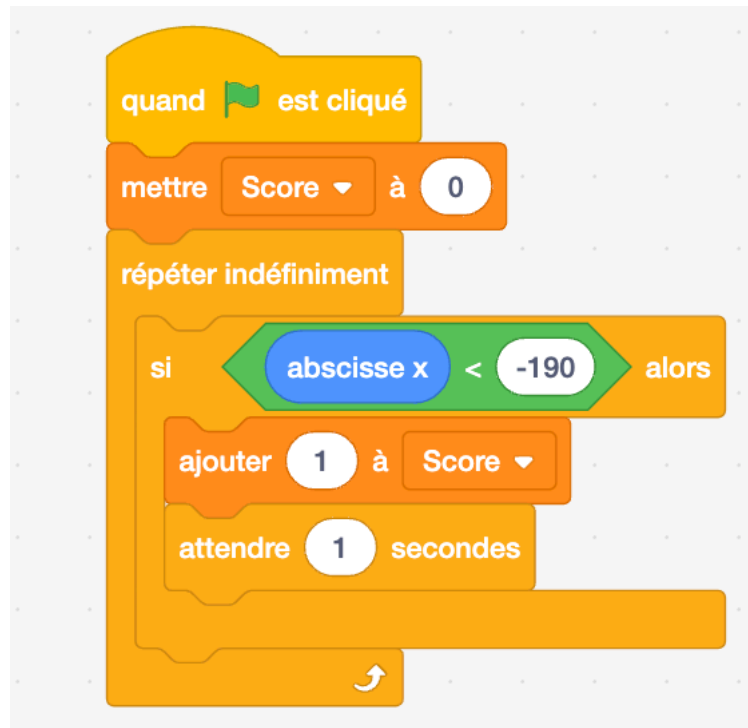 quand est cliqué
mettre Score à 0
répéter indéfiniment
si abscisse x < -190 alors
ajouter 1 à Score
attendre 1 secondes